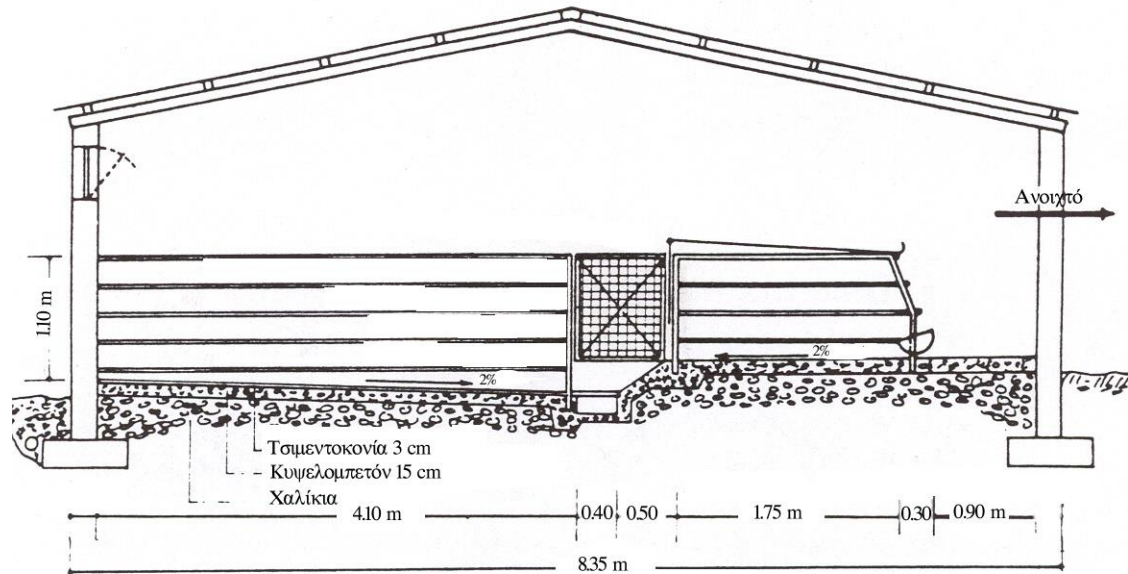 Ανοιχτό
1.10 m
2%
2%
Τσιμεντοκονία 3 cm
Κυψελομπετόν 15 cm
Χαλίκια
4.10 m
0.40
0.50
1.75 m
0.30
0.90 m
8.35 m